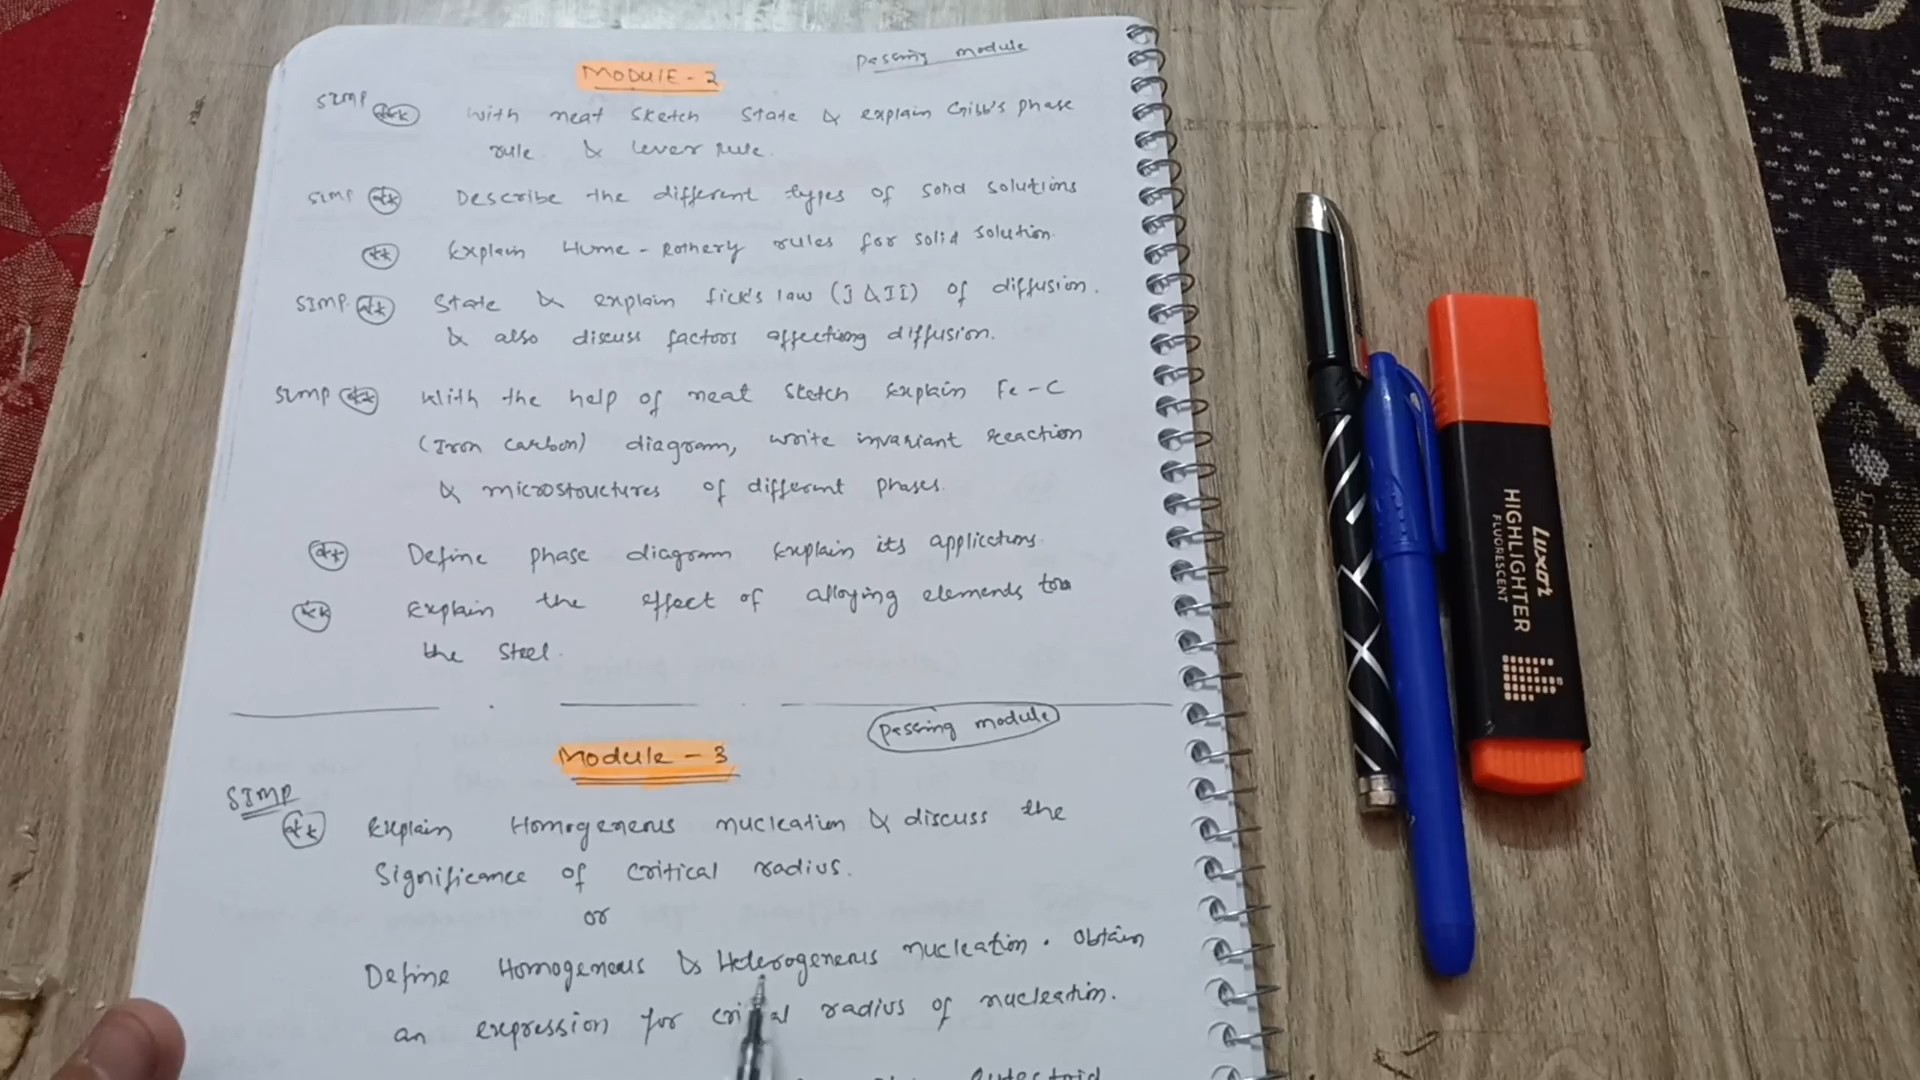 Passing module
MODULE - 2
SIMP ** With neat sketch state & explain Gibb's phase
rule & lever rule.
SIMP ** Describe the different types of solid solutions
** Explain Hume - Rothery rules for solid solution.
SIMP ** State & explain fick's law (I & II) of diffusion.
& also discuss factors affecting diffusion.
SIMP ** With the help of neat sketch explain Fe - C
(Iron carbon) diagram, write invariant reaction
& microstructures of different phases.
** Define phase diagram explain its applications.
** Explain the effect of alloying elements to
the steel.
Passing module
Module - 3
SIMP
** Explain Homogeneous nucleation & discuss the
Significance of critical radius.
or
Define Homogeneous & Heterogeneous nucleation. Obtain
an expression for critical radius of nucleation.
Luxor
HIGHLIGHTER
FLUORESCENT